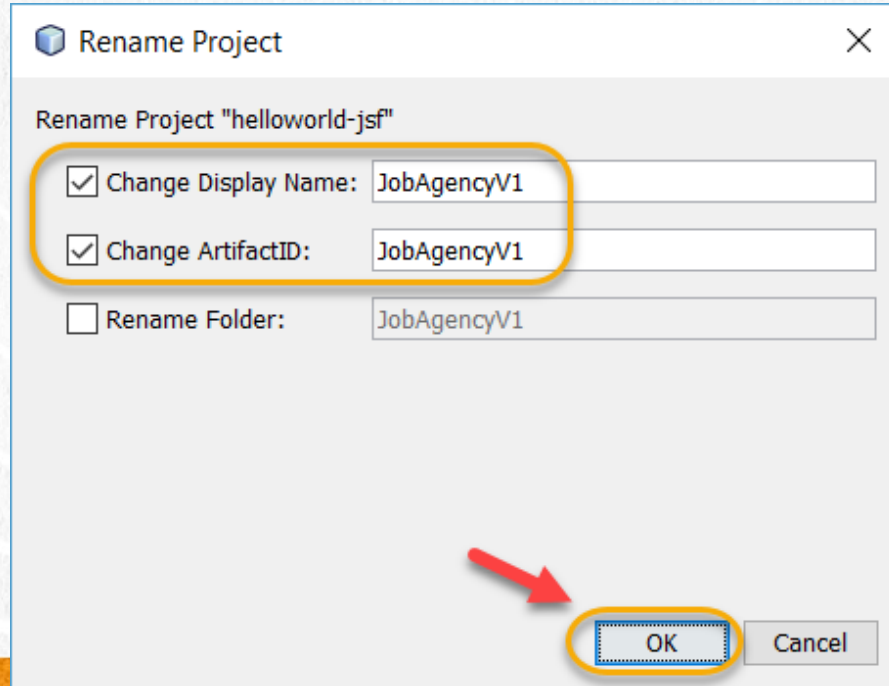 Rename Project
Rename Project "helloworld-jsf"
Change Display Name: JobAgencyV1
Change ArtifactID: JobAgencyV1
Rename Folder: JobAgencyV1
OK Cancel